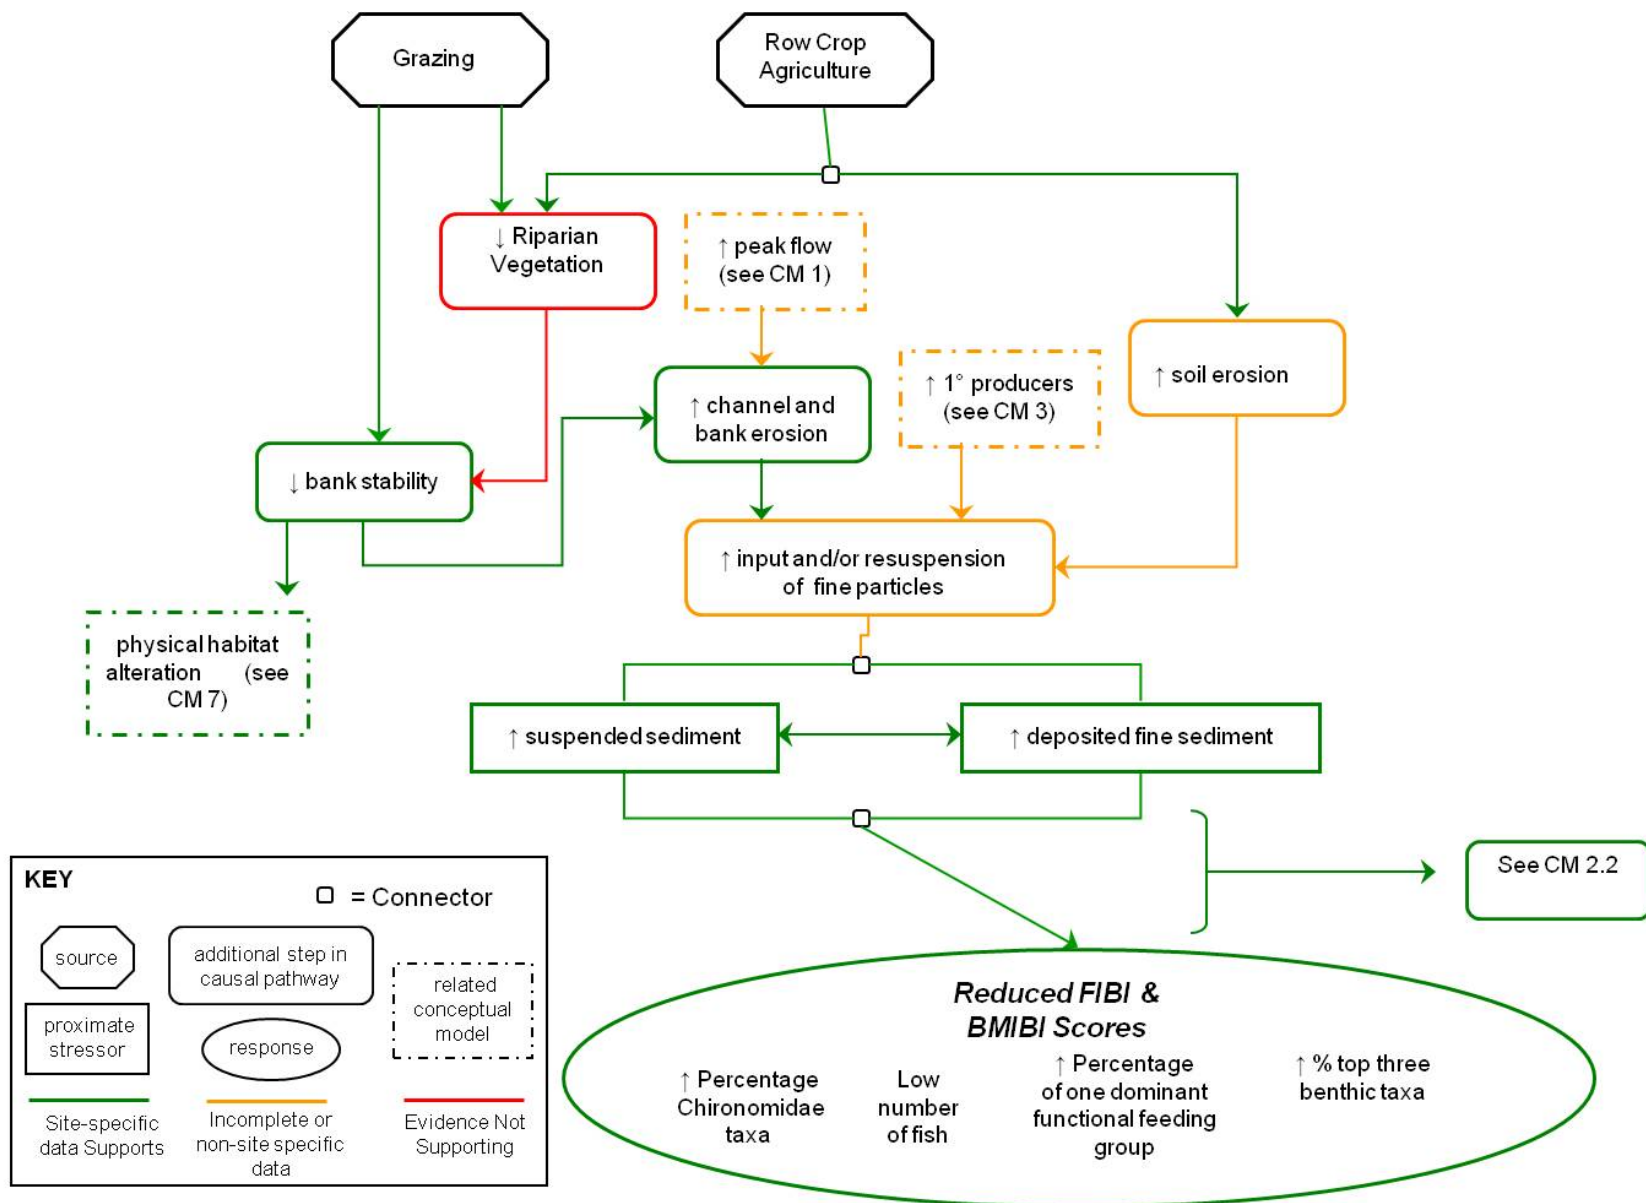 Grazing
Row Crop
Agriculture
↓ Riparian
Vegetation
↑ peak flow
(see CM 1)
↑ soil erosion
↑ 1° producers
(see CM 3)
↑ channel and
bank erosion
↓ bank stability
↑ input and/or resuspension
of fine particles
physical habitat
alteration (see
CM 7)
↑ suspended sediment
↑ deposited fine sediment
See CM 2.2
KEY
= Connector
source
additional step in
causal pathway
related
conceptual
model
proximate
stressor
response
Site-specific
data Supports
Incomplete or
non-site specific
data
Evidence Not
Supporting
Reduced FIBI &
BMIBI Scores
↑ Percentage
Chironomidae
taxa
Low
number
of fish
↑ Percentage
of one dominant
functional feeding
group
↑ % top three
benthic taxa